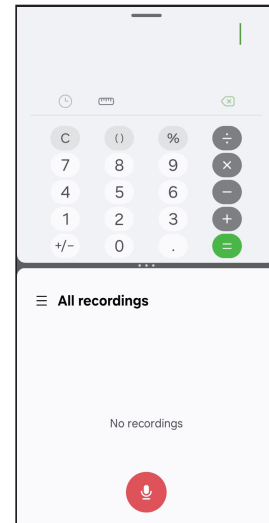 C () % ÷
7 8 9 ×
4 5 6 −
1 2 3 +
+/− 0 . =
All recordings
No recordings